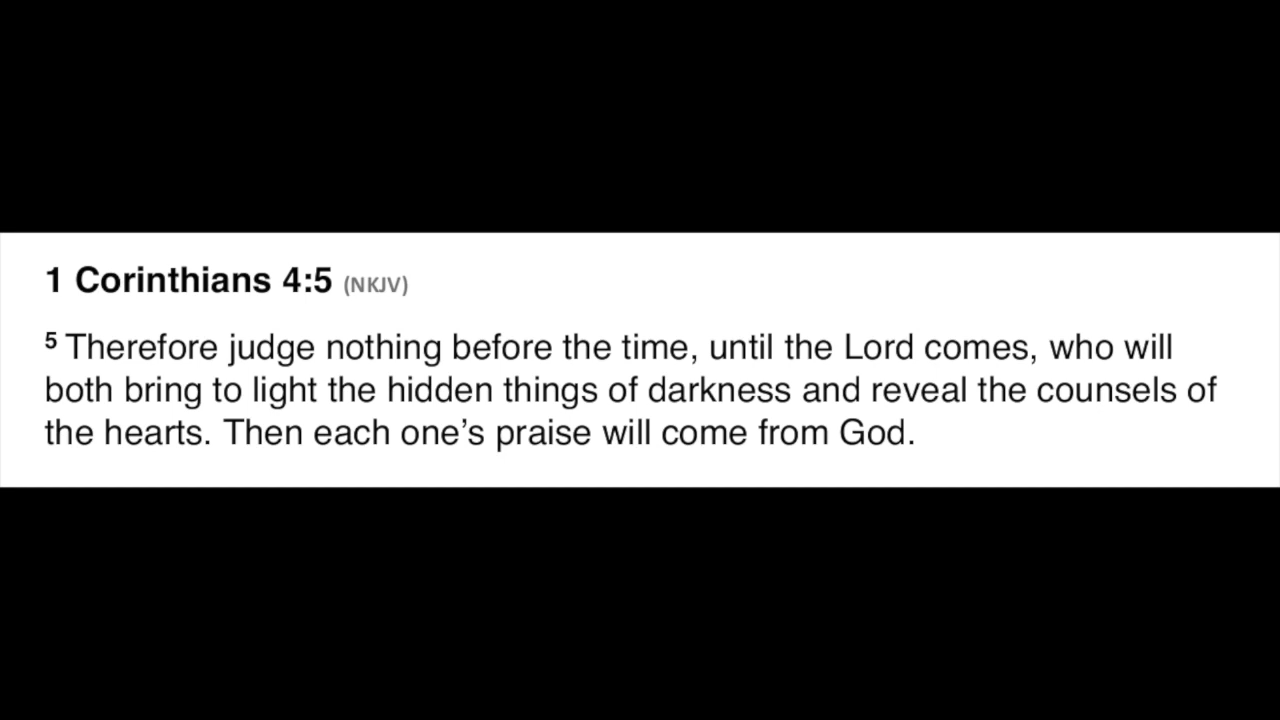 1 Corinthians 4:5 (NKJV)
5 Therefore judge nothing before the time, until the Lord comes, who will
both bring to light the hidden things of darkness and reveal the counsels of
the hearts. Then each one’s praise will come from God.